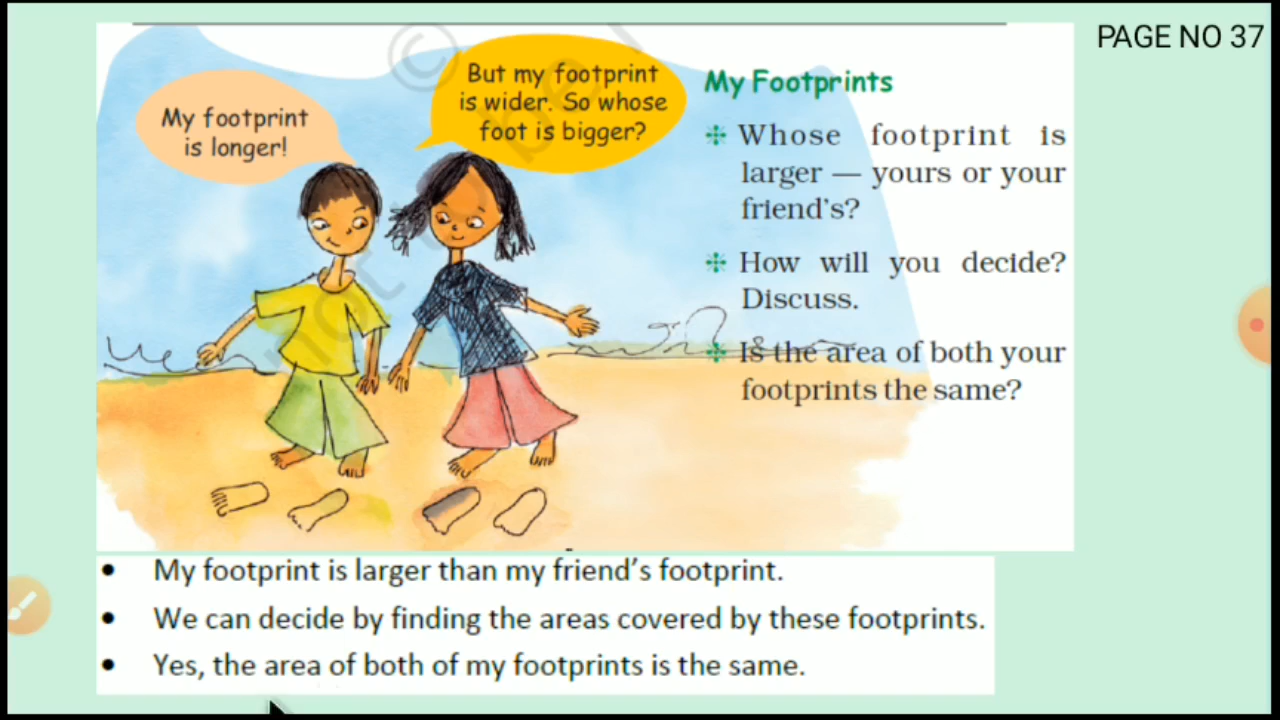 PAGE NO 37
My footprint
is longer!
But my footprint
is wider. So whose
foot is bigger?
My Footprints
Whose footprint is
larger — yours or your
friend's?
How will you decide?
Discuss.
Is the area of both your
footprints the same?
• My footprint is larger than my friend's footprint.
• We can decide by finding the areas covered by these footprints.
• Yes, the area of both of my footprints is the same.